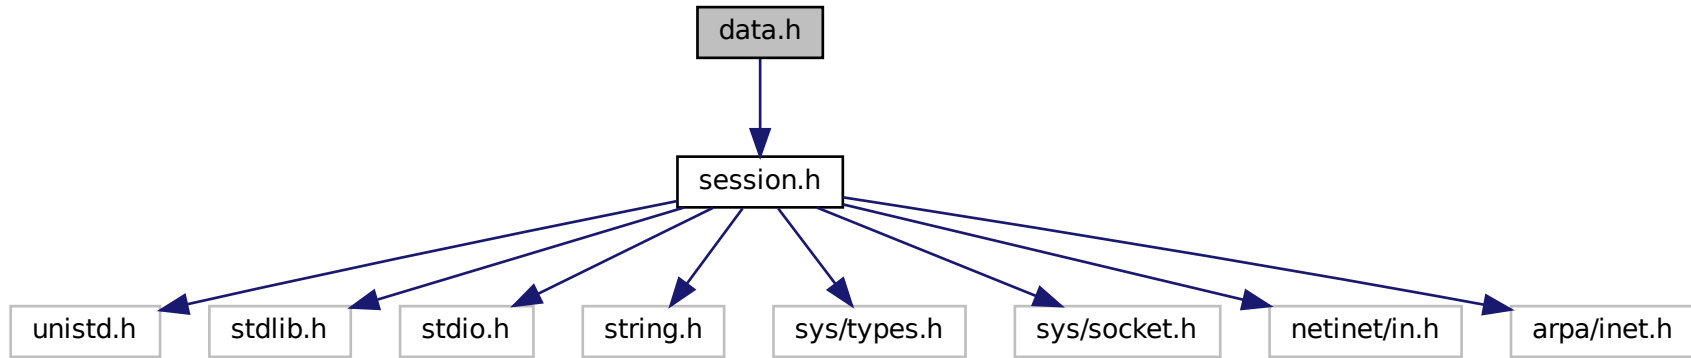 data.h
session.h
unistd.h
stdlib.h
stdio.h
string.h
sys/types.h
sys/socket.h
netinet/in.h
arpa/inet.h